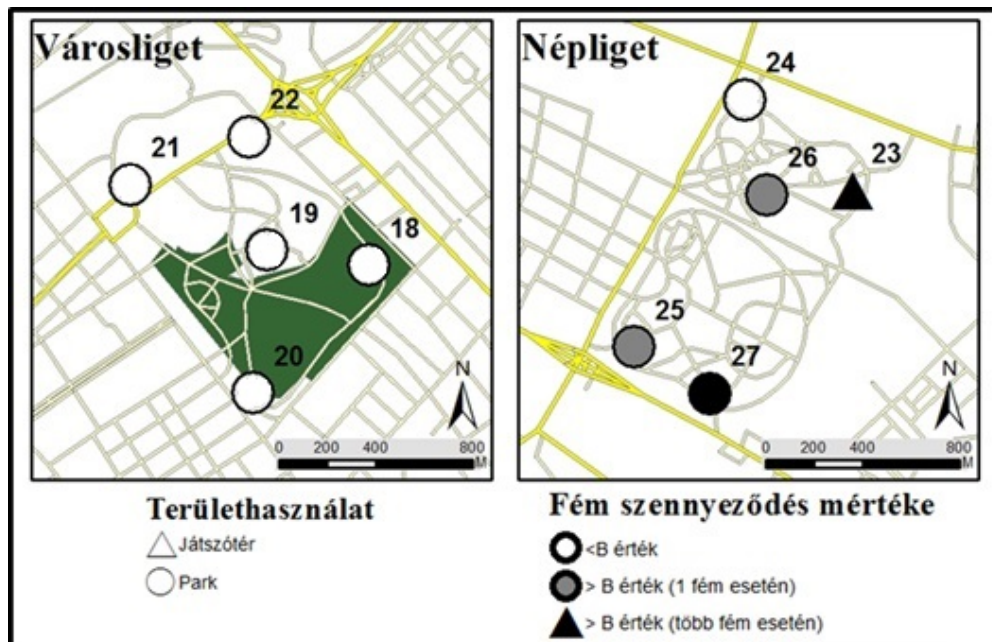 Városliget
22
21
19
18
20
N
0 200 400 800
M
Népliget
24
26
23
25
27
N
0 200 400 800
M
Területhasználat
Játszótér
Park
Fém szennyeződés mértéke
<B érték
> B érték (1 fém esetén)
> B érték (több fém esetén)